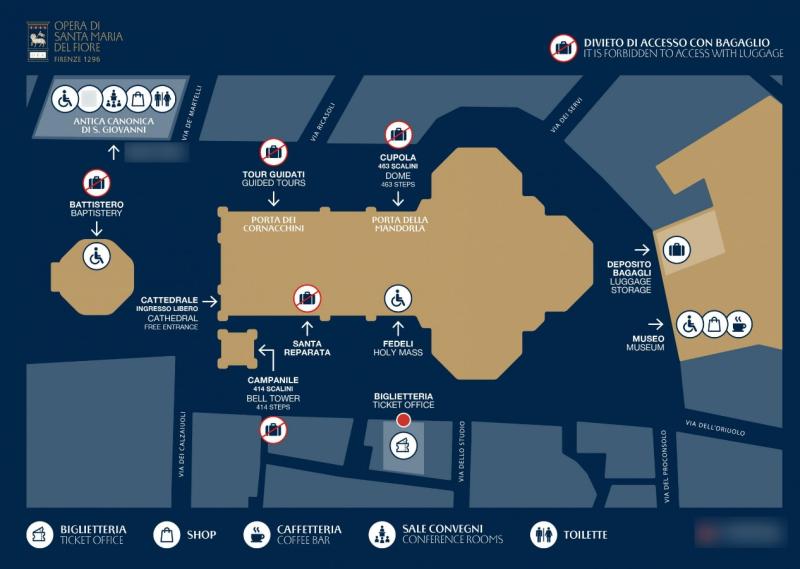 OPERA DI
SANTA MARIA
DEL FIORE
FIRENZE 1296
DIVIETO DI ACCESSO CON BAGAGLIO
IT IS FORBIDDEN TO ACCESS WITH LUGGAGE
ANTICA CANONICA
DI S. GIOVANNI
VIA DE' MARTELLI
VIA RICASOLI
VIA DEI SERVI
BATTISTERO
BAPTISTERY
TOUR GUIDATI
GUIDED TOURS
PORTA DEI
CORNACCHINI
CUPOLA
463 SCALINI
DOME
463 STEPS
PORTA DELLA
MANDORLA
DEPOSITO
BAGAGLI
LUGGAGE
STORAGE
CATTEDRALE
INGRESSO LIBERO
CATHEDRAL
FREE ENTRANCE
SANTA
REPARATA
FEDELI
HOLY MASS
MUSEO
MUSEUM
CAMPANILE
414 SCALINI
BELL TOWER
414 STEPS
BIGLIETTERIA
TICKET OFFICE
VIA DEI CALZAIUOLI
VIA DELLO STUDIO
VIA DEL PROCONSOLO
VIA DELL'ORIUOLO
BIGLIETTERIA
TICKET OFFICE
SHOP
CAFFETTERIA
COFFEE BAR
SALE CONVEGNI
CONFERENCE ROOMS
TOILETTE